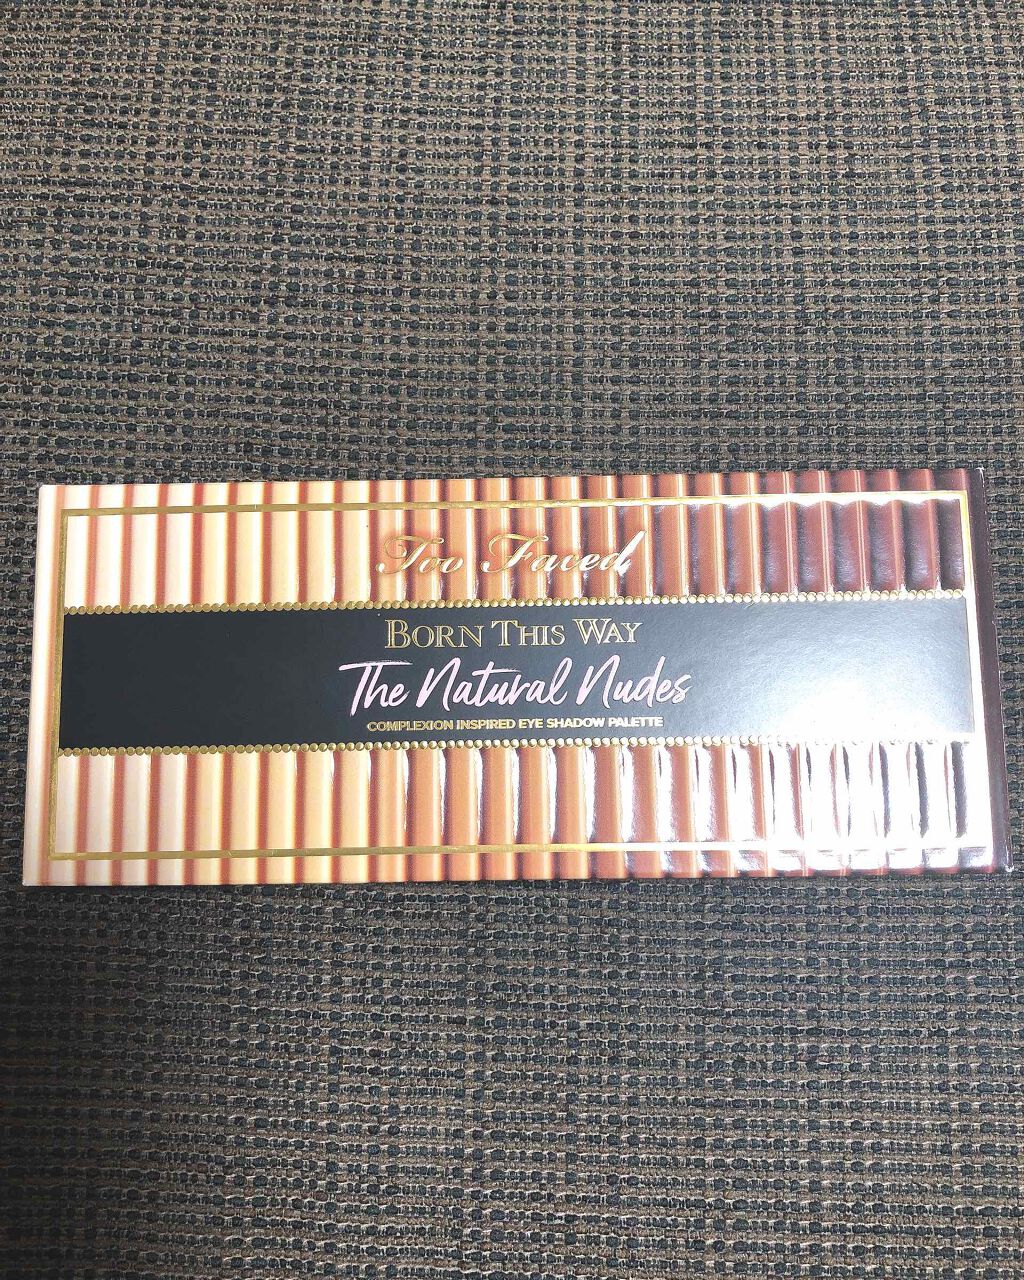 Too Faced
BORN THIS WAY
The Natural Nudes
COMPLEXION INSPIRED EYE SHADOW PALETTE